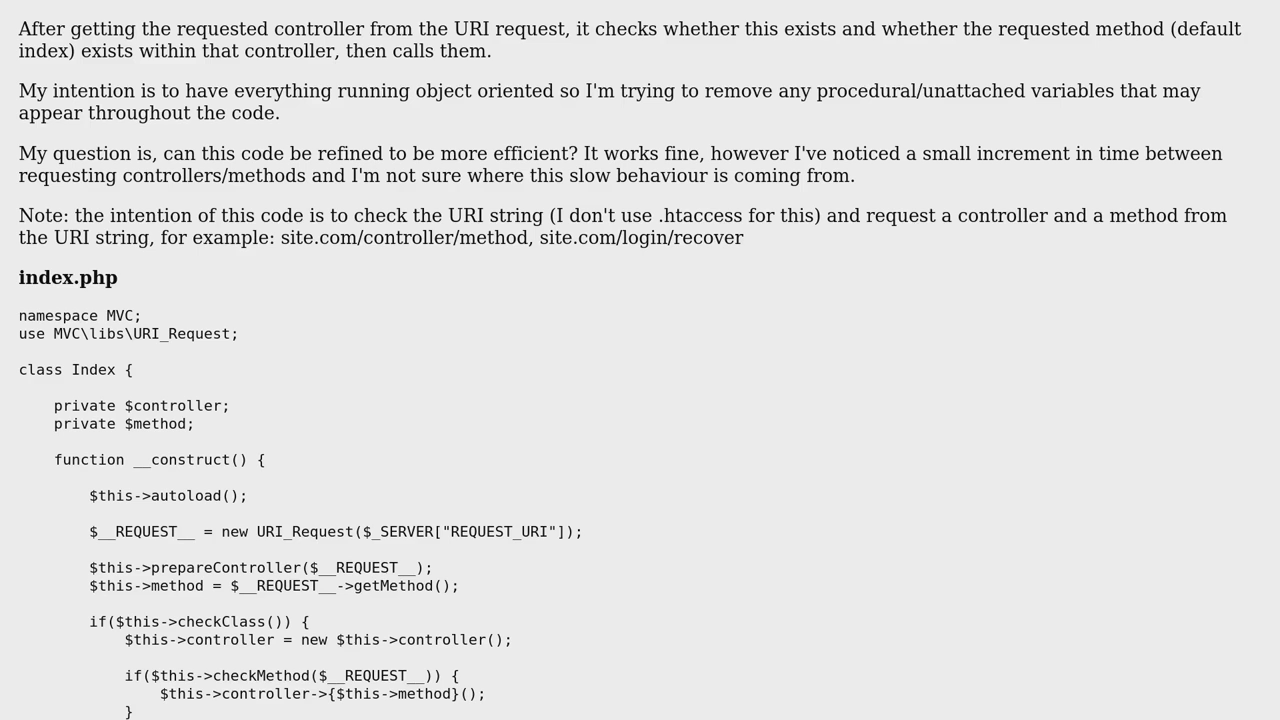 After getting the requested controller from the URI request, it checks whether this exists and whether the requested method (default
index) exists within that controller, then calls them.
My intention is to have everything running object oriented so I'm trying to remove any procedural/unattached variables that may
appear throughout the code.
My question is, can this code be refined to be more efficient? It works fine, however I've noticed a small increment in time between
requesting controllers/methods and I'm not sure where this slow behaviour is coming from.
Note: the intention of this code is to check the URI string (I don't use .htaccess for this) and request a controller and a method from
the URI string, for example: site.com/controller/method, site.com/login/recover
index.php
namespace MVC;
use MVC\libs\URI_Request;
class Index {
    private $controller;
    private $method;
    function __construct() {
        $this->autoload();
        $__REQUEST__ = new URI_Request($_SERVER["REQUEST_URI"]);
        $this->prepareController($__REQUEST__);
        $this->method = $__REQUEST__->getMethod();
        if($this->checkClass()) {
            $this->controller = new $this->controller();
            if($this->checkMethod($__REQUEST__)) {
                $this->controller->{$this->method}();
            }